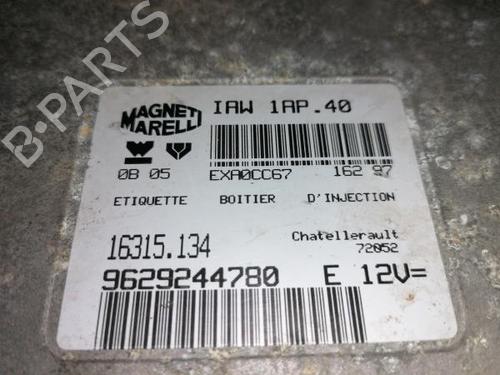 B-PARTS
MAGNETI MARELLI
IAW 1AP.40
0B 05
EXA0CC67
162 97
ETIQUETTE BOITIER D'INJECTION
16315.134
Chatellerault
72052
9629244780
E 12V=